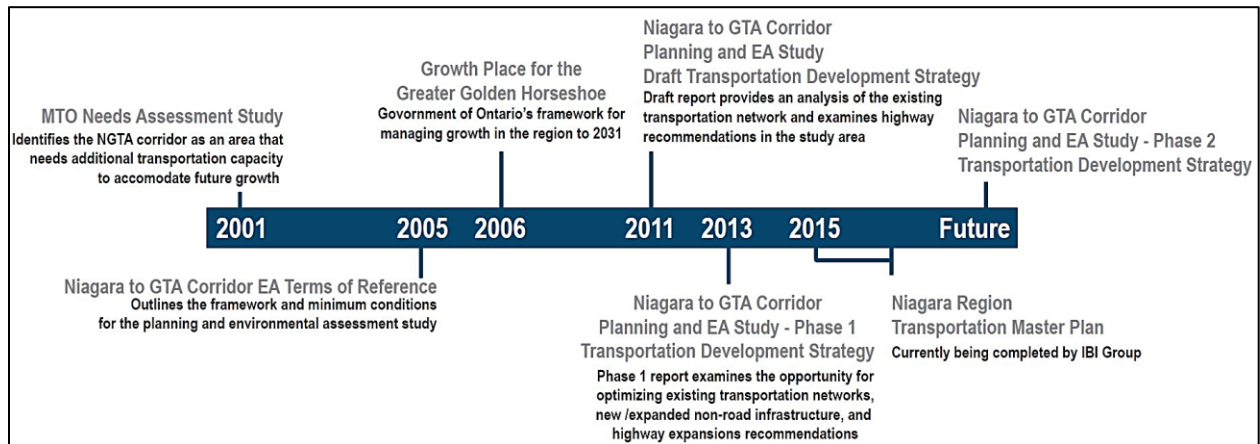 MTO Needs Assessment Study
Identifies the NGTA corridor as an area that
needs additional transportation capacity
to accomodate future growth
Growth Place for the
Greater Golden Horseshoe
Govornment of Ontario's framework for
managing growth in the region to 2031
Niagara to GTA Corridor
Planning and EA Study
Draft Transportation Development Strategy
Draft report provides an analysis of the existing
transportation network and examines highway
recommendations in the study area
Niagara to GTA Corridor
Planning and EA Study - Phase 2
Transportation Development Strategy
2001 2005 2006 2011 2013 2015 Future
Niagara to GTA Corridor EA Terms of Reference
Outlines the framework and minimum conditions
for the planning and environmental assessment study
Niagara to GTA Corridor
Planning and EA Study - Phase 1
Transportation Development Strategy
Phase 1 report examines the opportunity for
optimizing existing transportation networks,
new /expanded non-road infrastructure, and
highway expansions recommendations
Niagara Region
Transportation Master Plan
Currently being completed by IBI Group